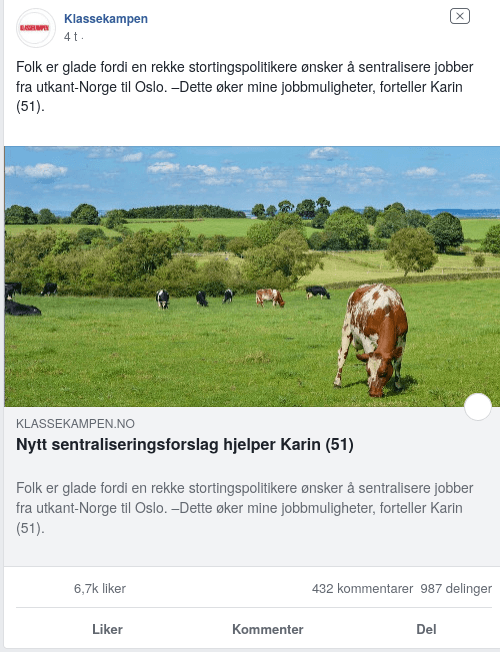 KLASSEKAMPEN
Klassekampen
4 t ·
Folk er glade fordi en rekke stortingspolitikere ønsker å sentralisere jobber
fra utkant-Norge til Oslo. –Dette øker mine jobbmuligheter, forteller Karin
(51).
KLASSEKAMPEN.NO
Nytt sentraliseringsforslag hjelper Karin (51)
Folk er glade fordi en rekke stortingspolitikere ønsker å sentralisere jobber
fra utkant-Norge til Oslo. –Dette øker mine jobbmuligheter, forteller Karin
(51).
6,7k liker 432 kommentarer 987 delinger
Liker Kommenter Del